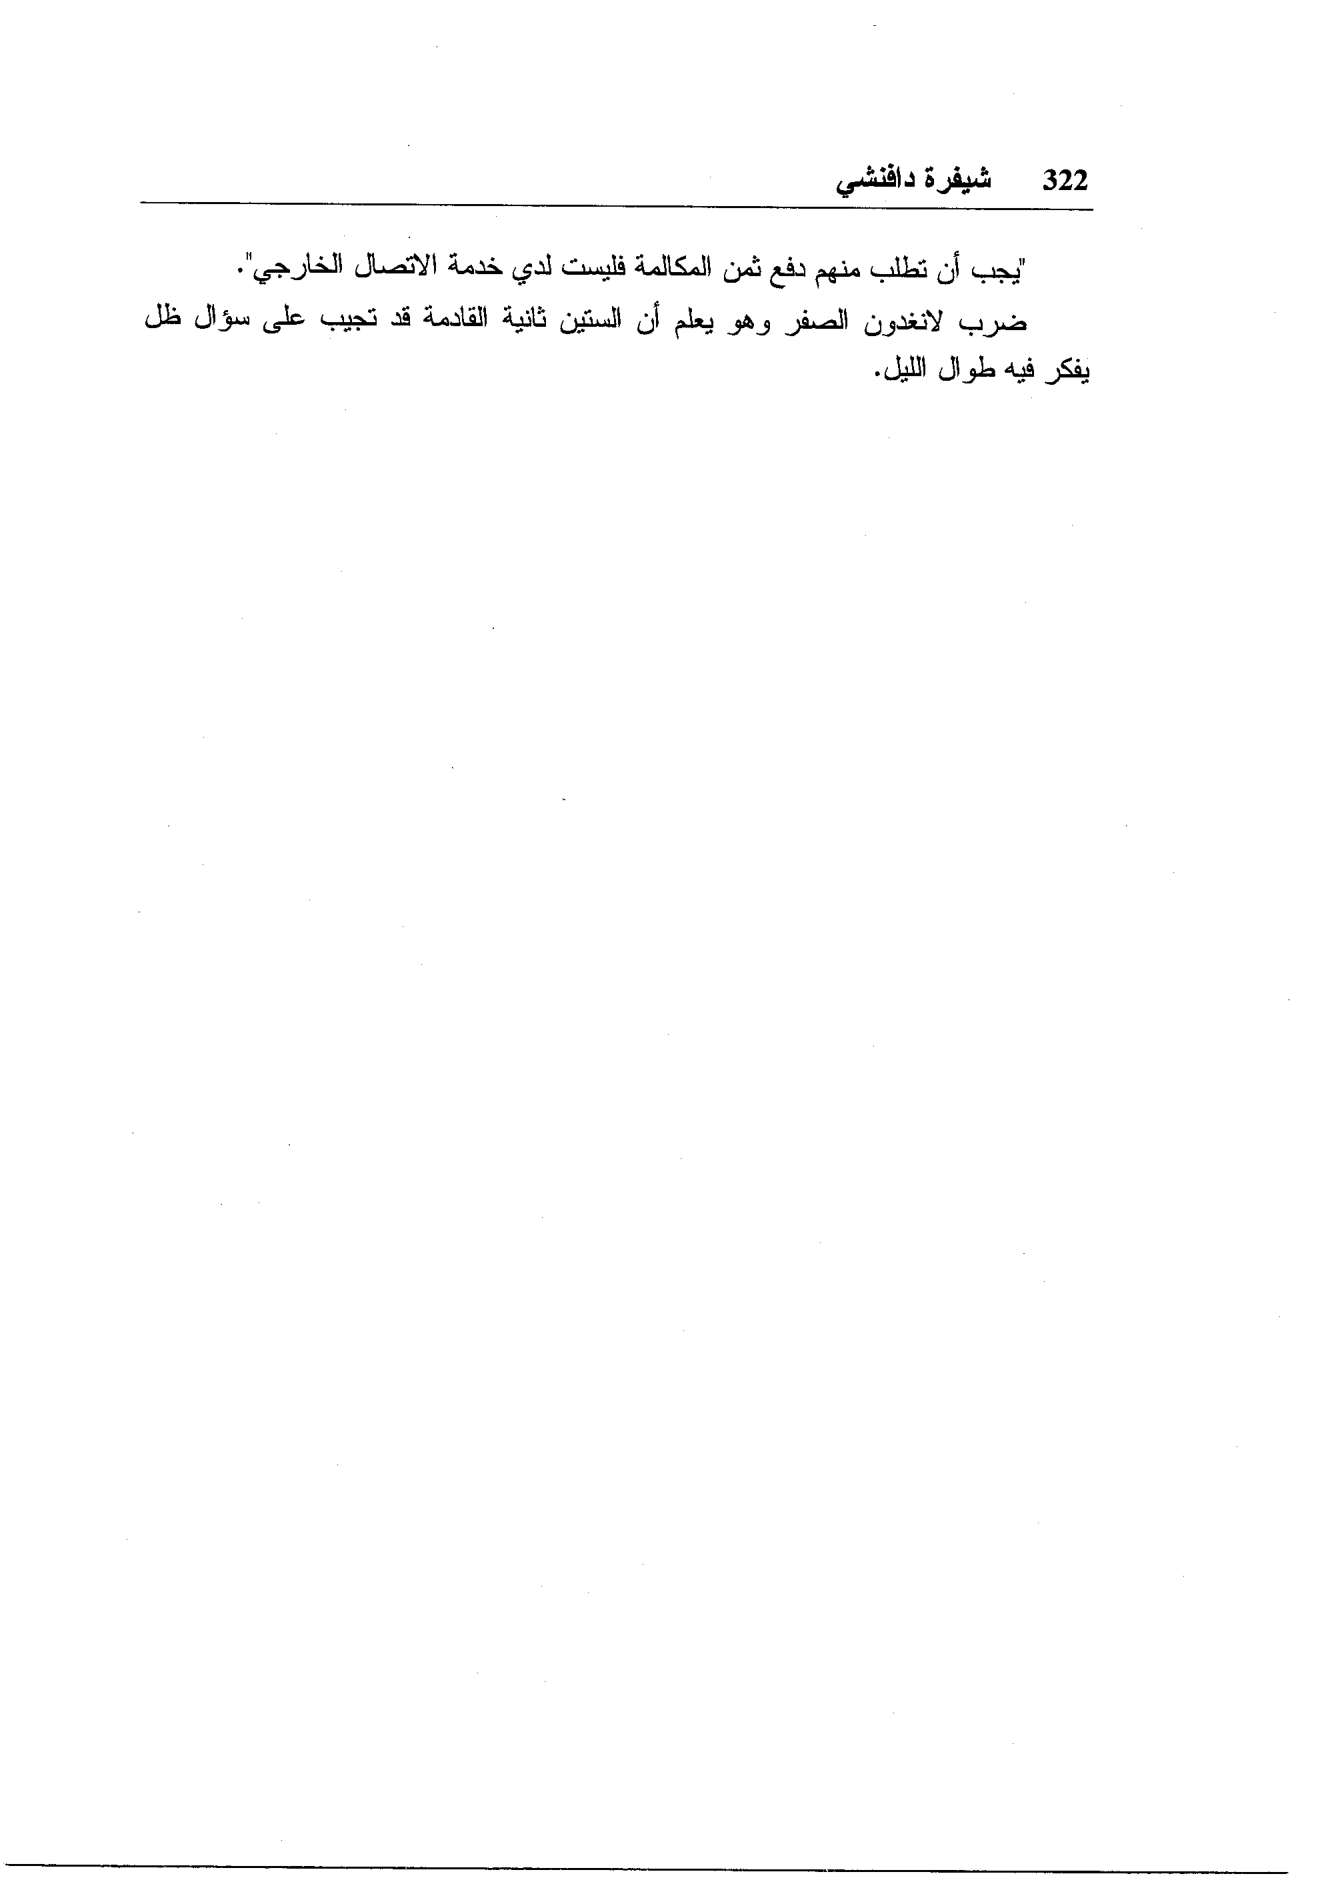 322 شيفرة دافنشي
"يجب أن تطلب منهم دفع ثمن المكالمة فليست لدي خدمة الاتصال الخارجي".
ضرب لانغدون الصفر وهو يعلم أن الستين ثانية القادمة قد تجيب على سؤال ظل
يفكر فيه طوال الليل.